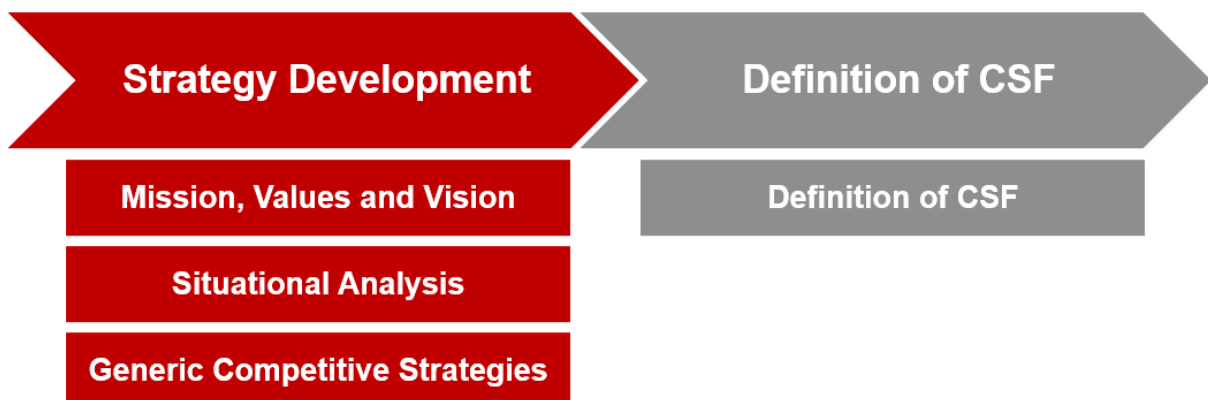 Strategy Development
Definition of CSF
Mission, Values and Vision
Definition of CSF
Situational Analysis
Generic Competitive Strategies